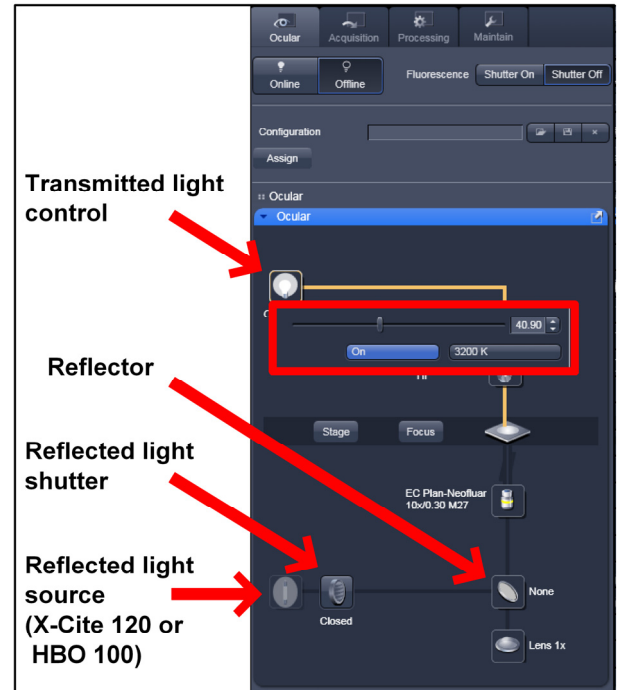 Ocular
Acquisition
Processing
Maintain
Online
Offline
Fluorescence
Shutter On
Shutter Off
Configuration
Assign
Ocular
Ocular
Transmitted light
control
40.90
On
3200 K
Reflector
Stage
Focus
Reflected light
shutter
EC Plan-Neofluar
10x/0.30 M27
Reflected light
source
(X-Cite 120 or
HBO 100)
None
Closed
Lens 1x